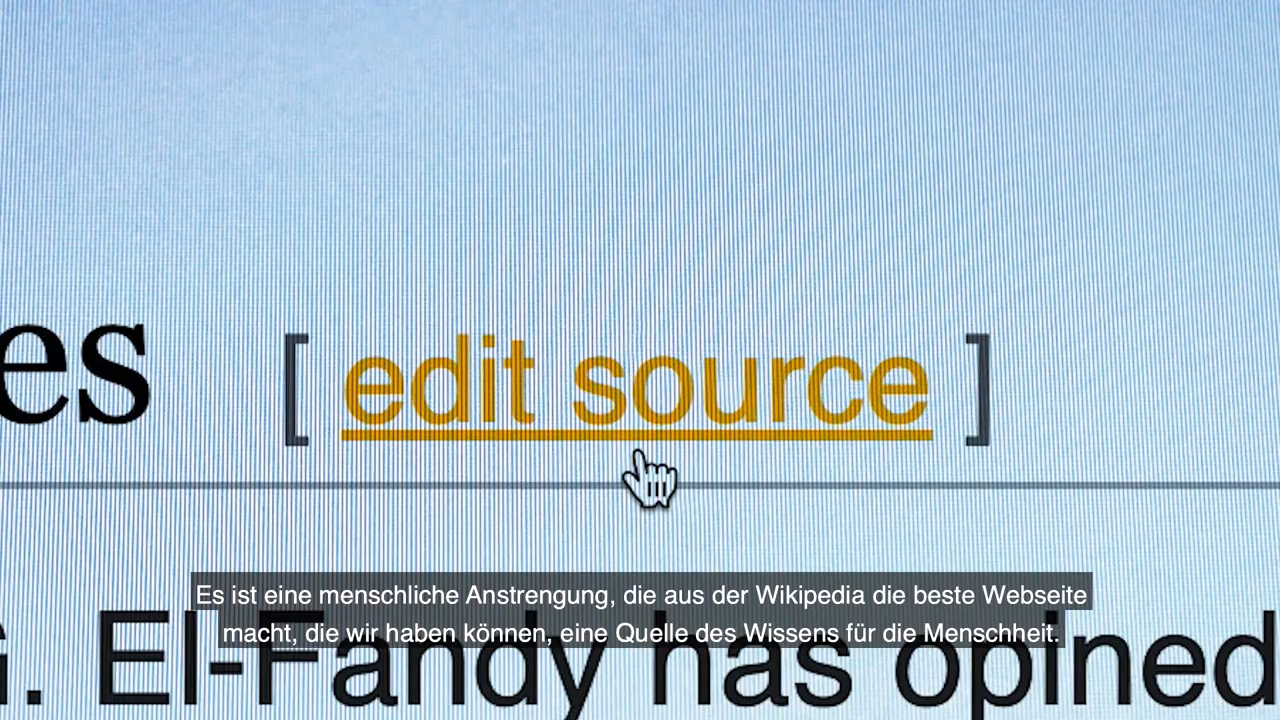 es [ edit source ]
Es ist eine menschliche Anstrengung, die aus der Wikipedia die beste Webseite
macht, die wir haben können, eine Quelle des Wissens für die Menschheit.
. El-Fandy has opined